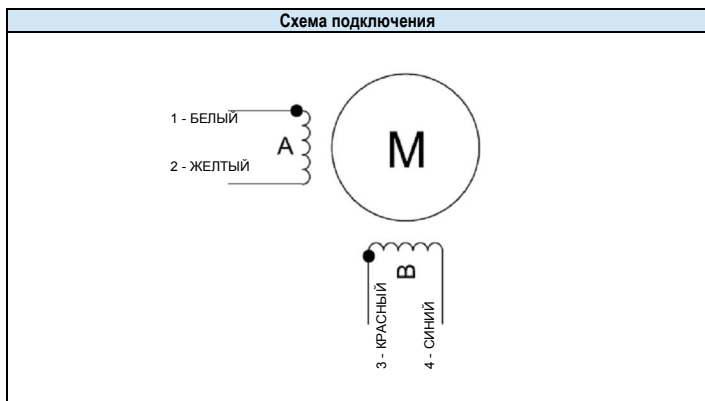 Схема подключения
1 - БЕЛЫЙ
A
2 - ЖЕЛТЫЙ
M
B
3 - КРАСНЫЙ
4 - СИНИЙ